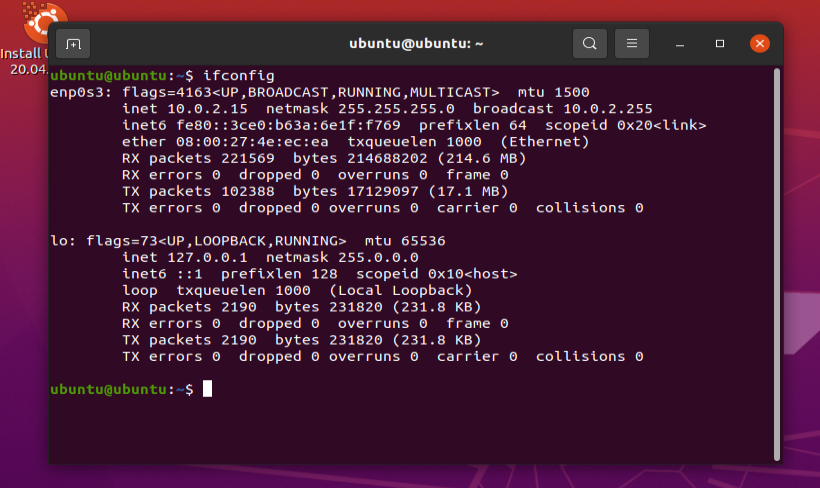 Install U
20.04.
ubuntu@ubuntu: ~
ubuntu@ubuntu:~$ ifconfig
enp0s3: flags=4163<UP,BROADCAST,RUNNING,MULTICAST>  mtu 1500
        inet 10.0.2.15  netmask 255.255.255.0  broadcast 10.0.2.255
        inet6 fe80::3ce0:b63a:6e1f:f769  prefixlen 64  scopeid 0x20<link>
        ether 08:00:27:4e:ec:ea  txqueuelen 1000  (Ethernet)
        RX packets 221569  bytes 214688202 (214.6 MB)
        RX errors 0  dropped 0  overruns 0  frame 0
        TX packets 102388  bytes 17129097 (17.1 MB)
        TX errors 0  dropped 0 overruns 0  carrier 0  collisions 0
lo: flags=73<UP,LOOPBACK,RUNNING>  mtu 65536
        inet 127.0.0.1  netmask 255.0.0.0
        inet6 ::1  prefixlen 128  scopeid 0x10<host>
        loop  txqueuelen 1000  (Local Loopback)
        RX packets 2190  bytes 231820 (231.8 KB)
        RX errors 0  dropped 0  overruns 0  frame 0
        TX packets 2190  bytes 231820 (231.8 KB)
        TX errors 0  dropped 0 overruns 0  carrier 0  collisions 0
ubuntu@ubuntu:~$